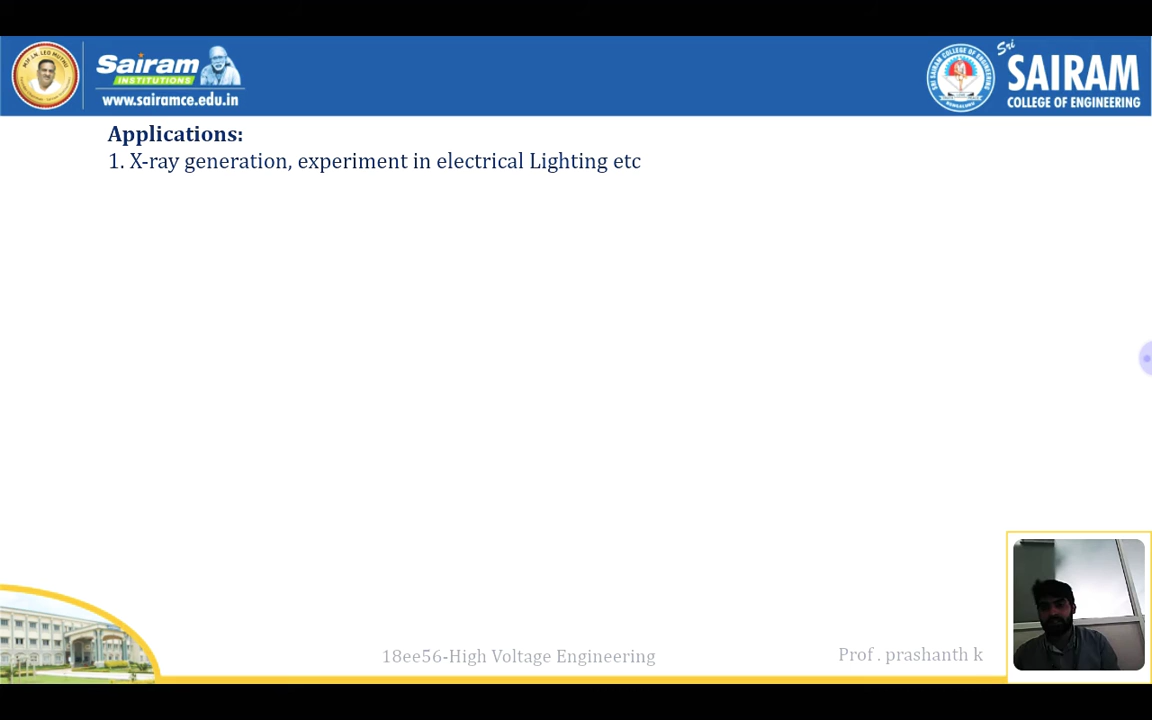 Sairam
INSTITUTIONS
www.sairamce.edu.in
Sri
SAIRAM
COLLEGE OF ENGINEERING
Applications:
1. X-ray generation, experiment in electrical Lighting etc
18ee56-High Voltage Engineering
Prof . prashanth k